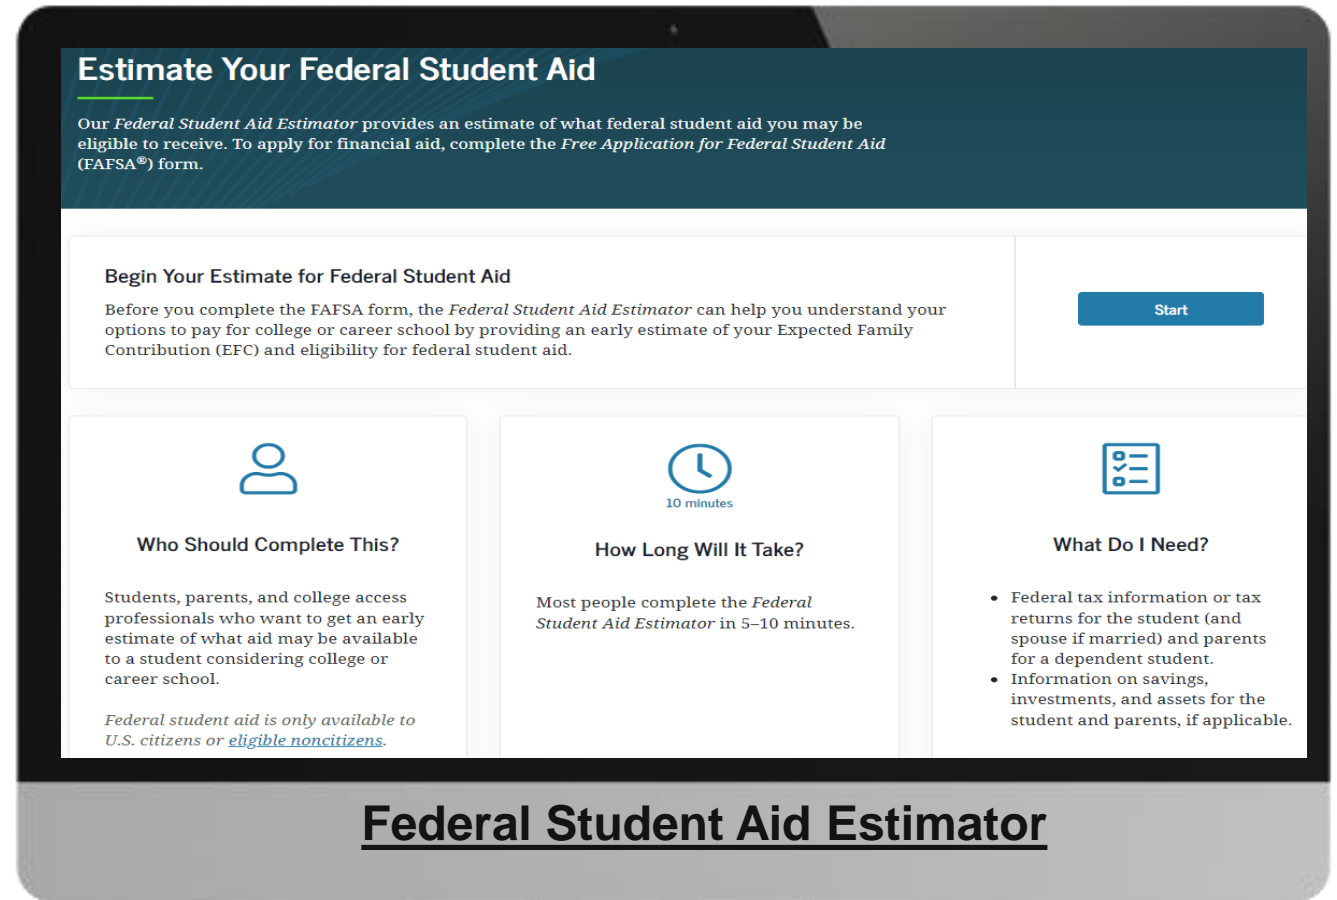 Estimate Your Federal Student Aid
Our Federal Student Aid Estimator provides an estimate of what federal student aid you may be
eligible to receive. To apply for financial aid, complete the Free Application for Federal Student Aid
(FAFSA®) form.
Begin Your Estimate for Federal Student Aid
Before you complete the FAFSA form, the Federal Student Aid Estimator can help you understand your
options to pay for college or career school by providing an early estimate of your Expected Family
Contribution (EFC) and eligibility for federal student aid.
Start
Who Should Complete This?
Students, parents, and college access
professionals who want to get an early
estimate of what aid may be available
to a student considering college or
career school.
Federal student aid is only available to
U.S. citizens or eligible noncitizens.
10 minutes
How Long Will It Take?
Most people complete the Federal
Student Aid Estimator in 5–10 minutes.
What Do I Need?
• Federal tax information or tax
returns for the student (and
spouse if married) and parents
for a dependent student.
• Information on savings,
investments, and assets for the
student and parents, if applicable.
Federal Student Aid Estimator